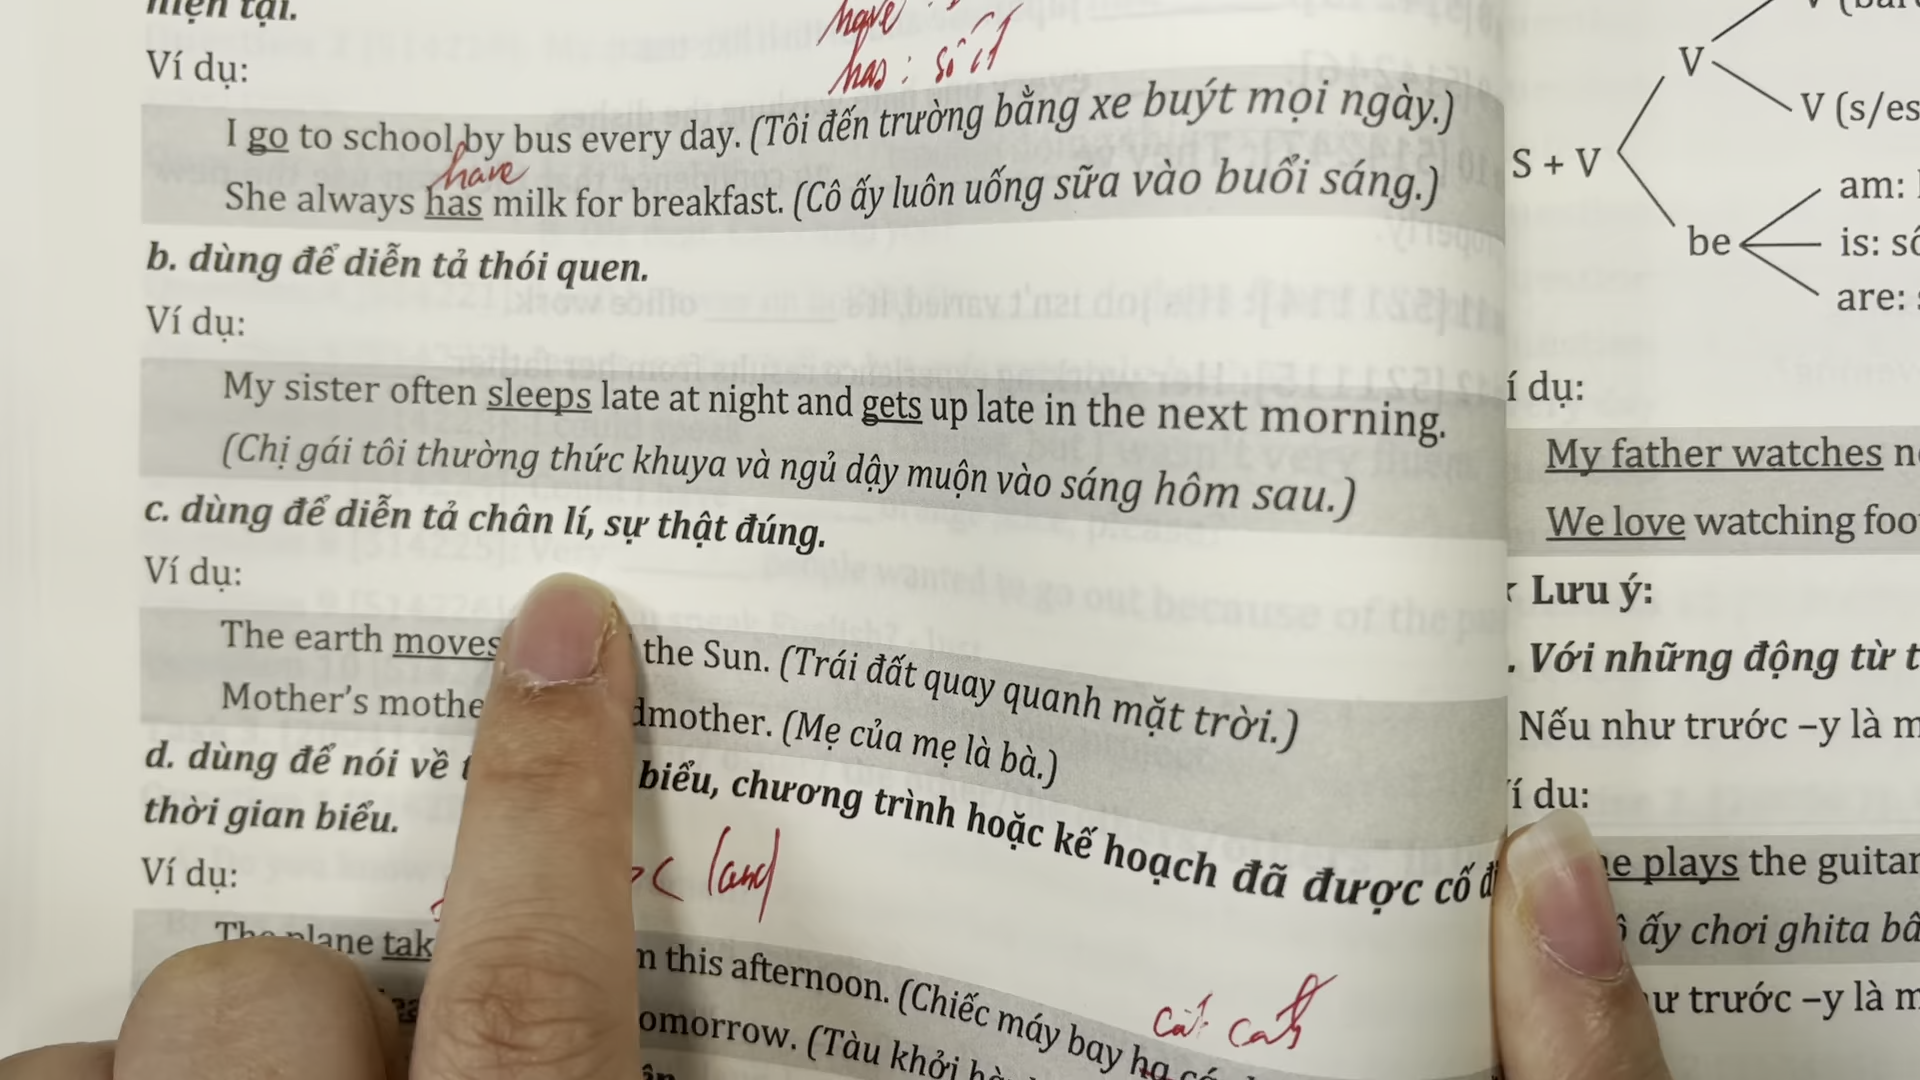 hiện tại.
have
has: số ít
Ví dụ:
I go to school by bus every day. (Tôi đến trường bằng xe buýt mọi ngày.)
have
She always has milk for breakfast. (Cô ấy luôn uống sữa vào buổi sáng.)
b. dùng để diễn tả thói quen.
Ví dụ:
My sister often sleeps late at night and gets up late in the next morning.
(Chị gái tôi thường thức khuya và ngủ dậy muộn vào sáng hôm sau.)
c. dùng để diễn tả chân lí, sự thật đúng.
Ví dụ:
The earth moves the Sun. (Trái đất quay quanh mặt trời.)
Mother's mothe dmother. (Mẹ của mẹ là bà.)
d. dùng để nói về biểu, chương trình hoặc kế hoạch đã được cố đ
thời gian biểu.
land
Ví dụ:
The plane tak m this afternoon. (Chiếc máy bay hạ cá
cất cánh
omorrow. (Tàu khởi hà
V
V (s/es
S + V
am:
be
is: số
are:
í dụ:
My father watches n
We love watching foo
Lưu ý:
. Với những động từ t
Nếu như trước –y là m
í dụ:
e plays the guitar
ấy chơi ghita bâ
ư trước –y là m